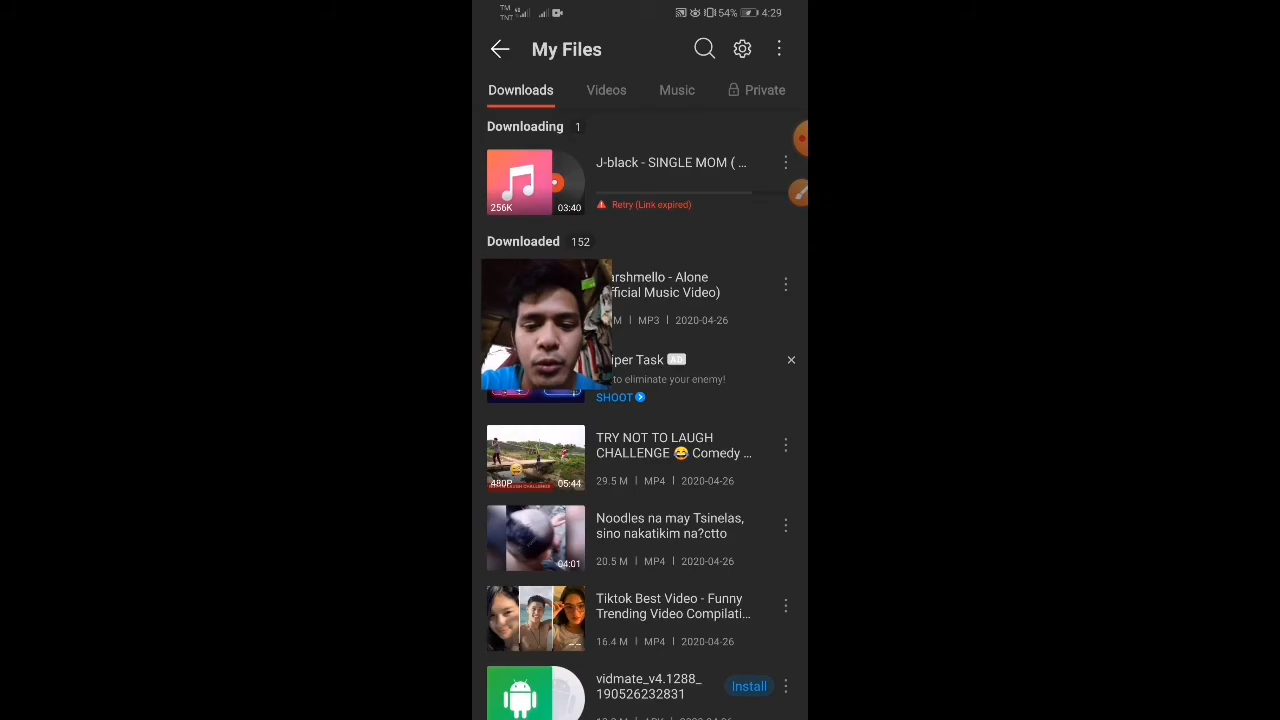 TM
TNT
54% 4:29
My Files
Downloads Videos Music Private
Downloading 1
J-black - SINGLE MOM ( ...
256K 03:40
Retry (Link expired)
Downloaded 152
arshmello - Alone
fficial Music Video)
M | MP3 | 2020-04-26
iper Task AD
to eliminate your enemy!
SHOOT
TRY NOT TO LAUGH
CHALLENGE 😂 Comedy ...
480P 05:44
29.5 M | MP4 | 2020-04-26
Noodles na may Tsinelas,
sino nakatikim na?ctto
04:01
20.5 M | MP4 | 2020-04-26
Tiktok Best Video - Funny
Trending Video Compilati...
--:--
16.4 M | MP4 | 2020-04-26
vidmate_v4.1288_
190526232831
Install